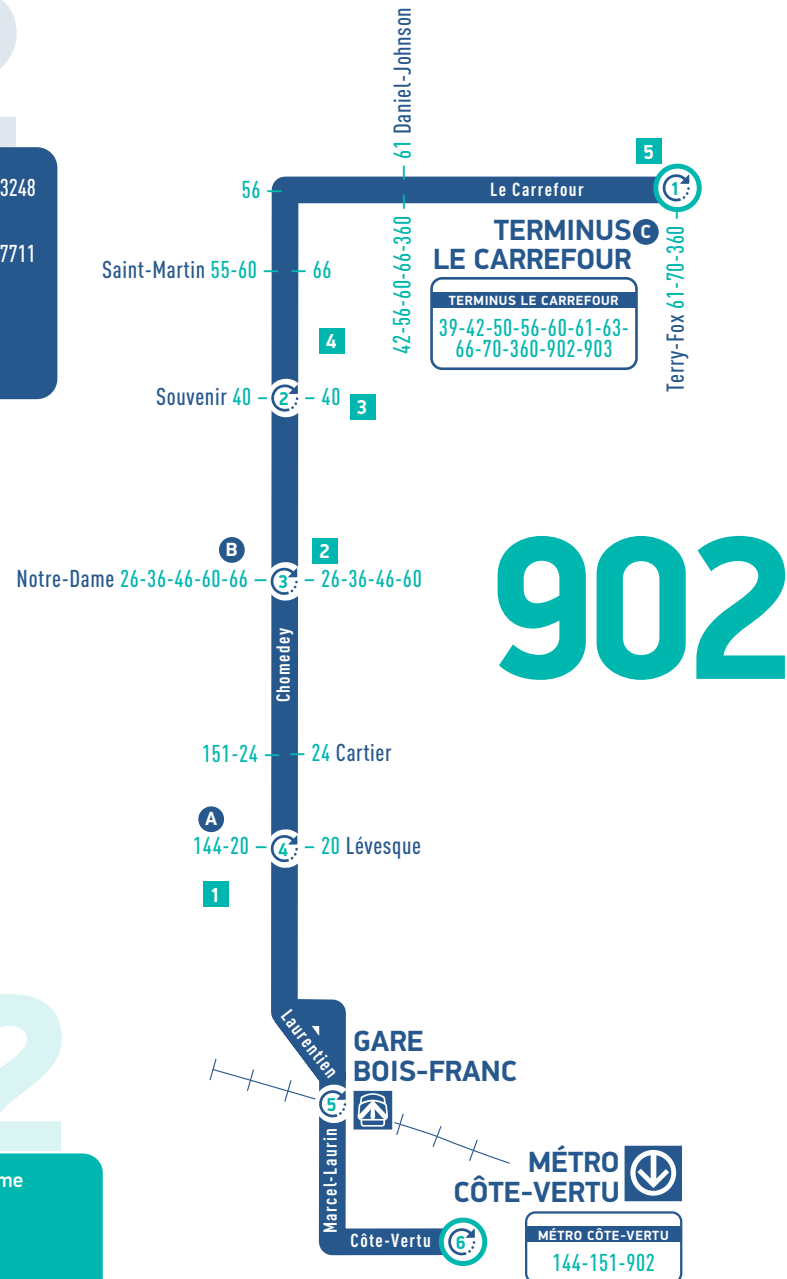 2
3248
7711
61 Daniel-Johnson
5
56
Le Carrefour
1
TERMINUS C
LE CARREFOUR
TERMINUS LE CARREFOUR
39-42-50-56-60-61-63-
66-70-360-902-903
42-56-60-66-360
Terry-Fox 61-70-360
Saint-Martin 55-60
66
4
Souvenir 40
2
40
3
B
2
Notre-Dame 26-36-46-60-66
3
26-36-46-60
902
Chomedey
151-24
24 Cartier
A
144-20
4
20 Lévesque
1
Laurentien
GARE
BOIS-FRANC
5
Marcel-Laurin
MÉTRO
CÔTE-VERTU
Côte-Vertu
6
MÉTRO CÔTE-VERTU
144-151-902
2
me